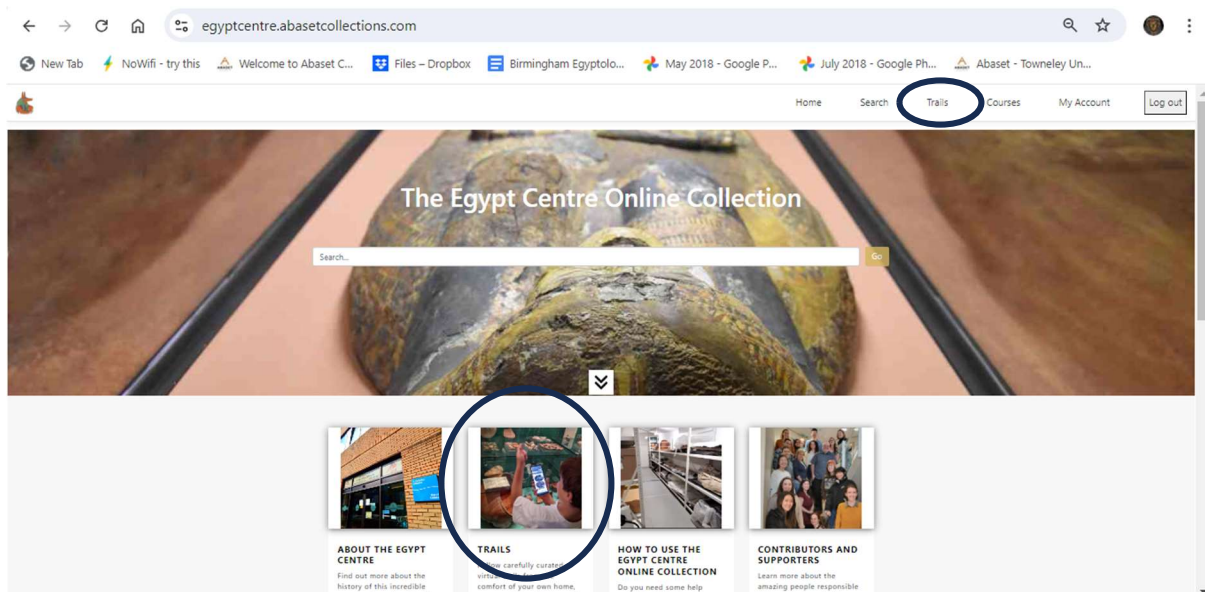 egyptcentre.abasetcollections.com
New Tab NoWifi - try this Welcome to Abaset C... Files – Dropbox Birmingham Egyptolo... May 2018 - Google P... July 2018 - Google Ph... Abaset - Towneley Un...
Home Search Trails Courses My Account Log out
The Egypt Centre Online Collection
Search... Go
ABOUT THE EGYPT
CENTRE
Find out more about the
history of this incredible
TRAILS
carefully curated
virtual
comfort of your own home,
HOW TO USE THE
EGYPT CENTRE
ONLINE COLLECTION
Do you need some help
CONTRIBUTORS AND
SUPPORTERS
Learn more about the
amazing people responsible